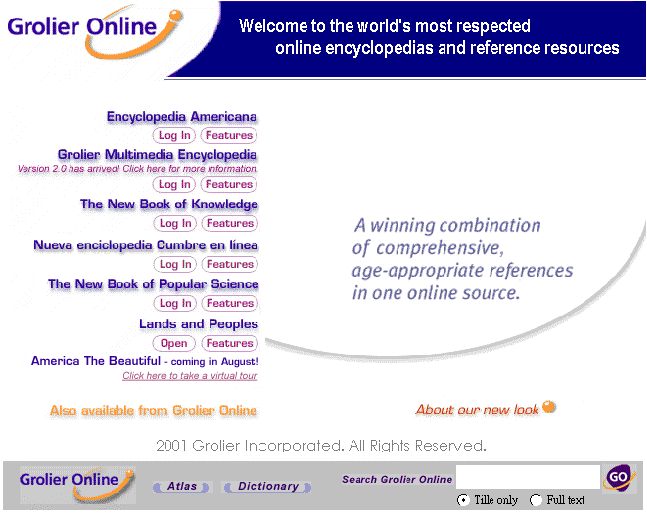 Grolier Online
Welcome to the world's most respected
online encyclopedias and reference resources
Encyclopedia Americana
Log In Features
Grolier Multimedia Encyclopedia
Version 2.0 has arrived! Click here for more information
Log In Features
The New Book of Knowledge
Log In Features
Nueva enciclopedia Cumbre en línea
Log In Features
The New Book of Popular Science
Log In Features
Lands and Peoples
Open Features
America The Beautiful - coming in August!
Click here to take a virtual tour
A winning combination
of comprehensive,
age-appropriate references
in one online source.
Also available from Grolier Online
About our new look
2001 Grolier Incorporated. All Rights Reserved.
Grolier Online
Atlas
Dictionary
Search Grolier Online
GO
Title only Full text